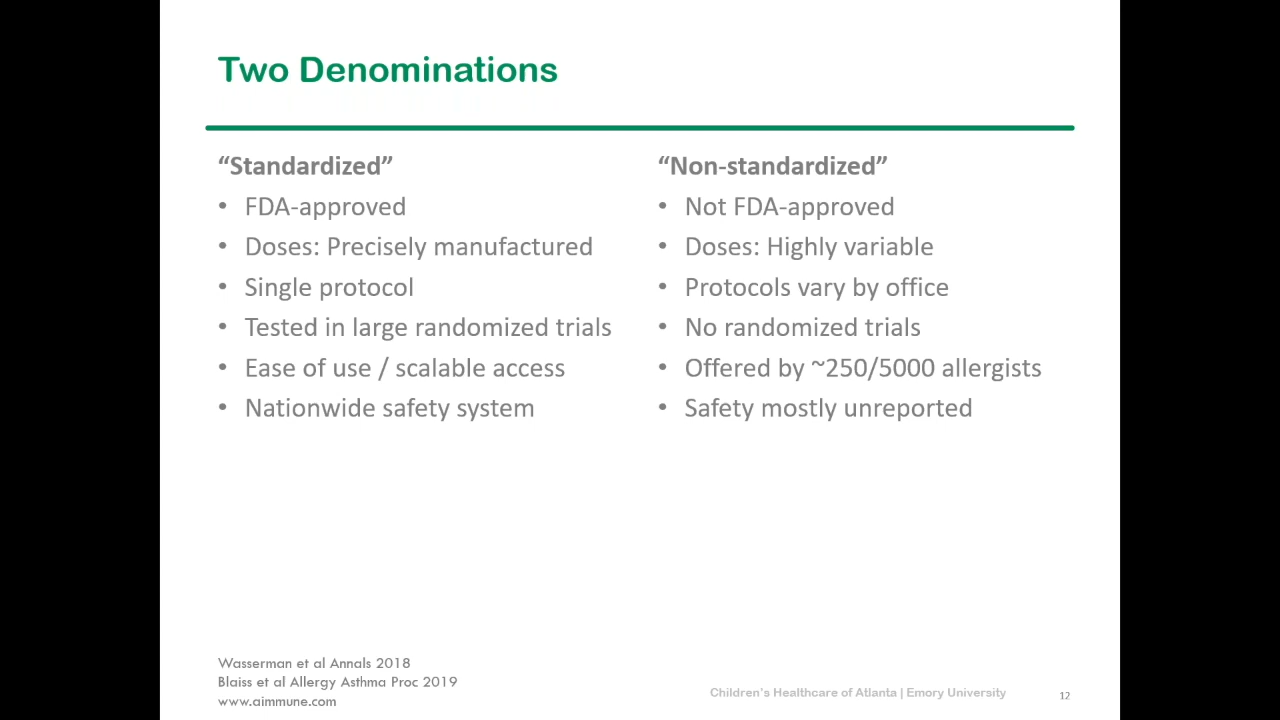 Two Denominations
“Standardized”
• FDA-approved
• Doses: Precisely manufactured
• Single protocol
• Tested in large randomized trials
• Ease of use / scalable access
• Nationwide safety system
“Non-standardized”
• Not FDA-approved
• Doses: Highly variable
• Protocols vary by office
• No randomized trials
• Offered by ~250/5000 allergists
• Safety mostly unreported
Wasserman et al Annals 2018
Blaiss et al Allergy Asthma Proc 2019
www.aimmune.com
Children’s Healthcare of Atlanta | Emory University
12